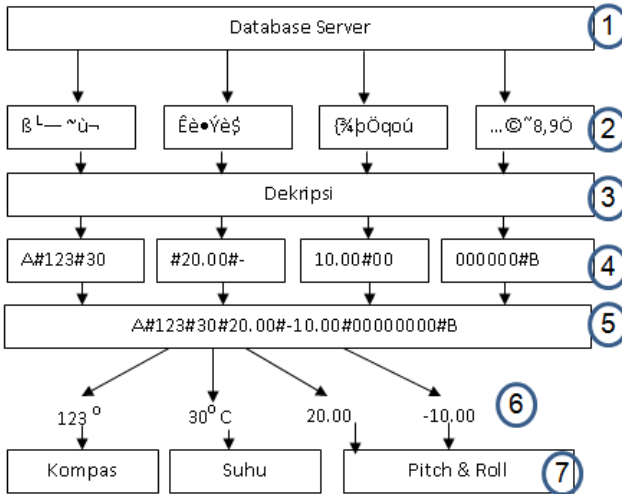 Database Server
1
ß└—˜ù¬
Êè•Ýè$
{¾þÖqoú
…©˜8,9Ö
2
Dekripsi
3
A#123#30
#20.00#-
10.00#00
000000#B
4
A#123#30#20.00#-10.00#00000000#B
5
123 º
30º C
20.00
-10.00
6
Kompas
Suhu
Pitch & Roll
7